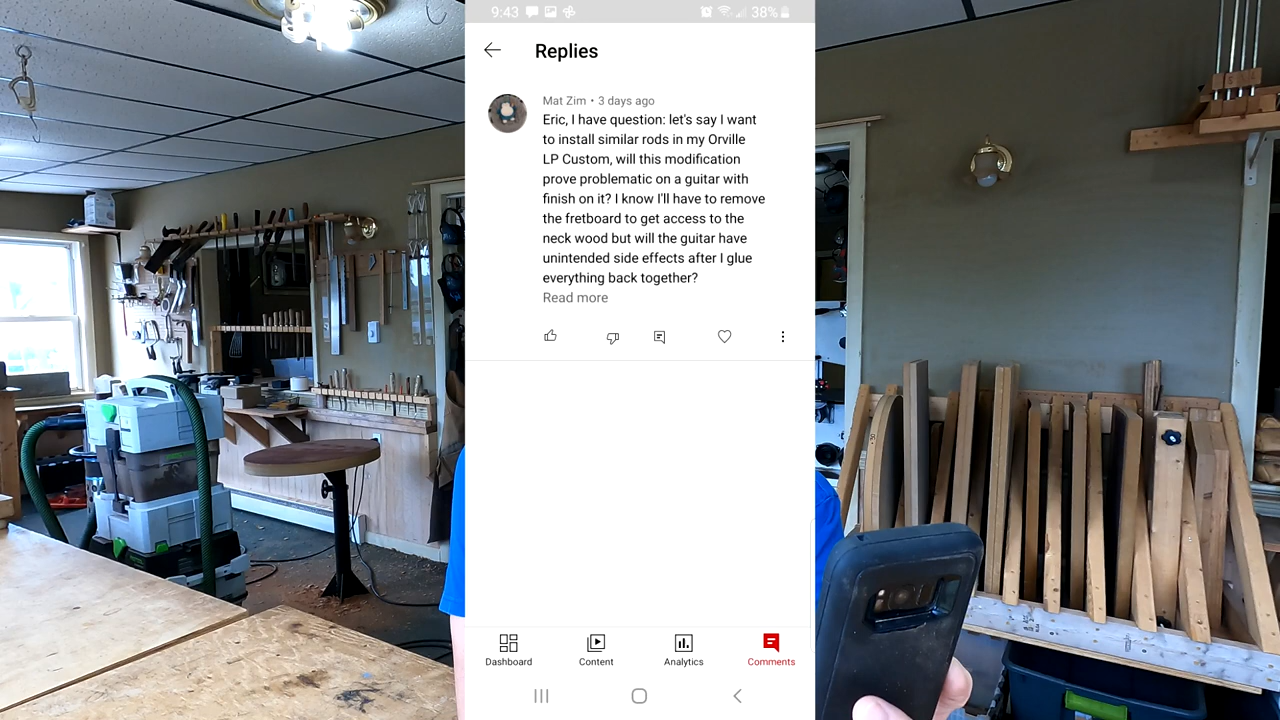 9:43
38%
Replies
Mat Zim • 3 days ago
Eric, I have question: let's say I want
to install similar rods in my Orville
LP Custom, will this modification
prove problematic on a guitar with
finish on it? I know I'll have to remove
the fretboard to get access to the
neck wood but will the guitar have
unintended side effects after I glue
everything back together?
Read more
Dashboard Content Analytics Comments